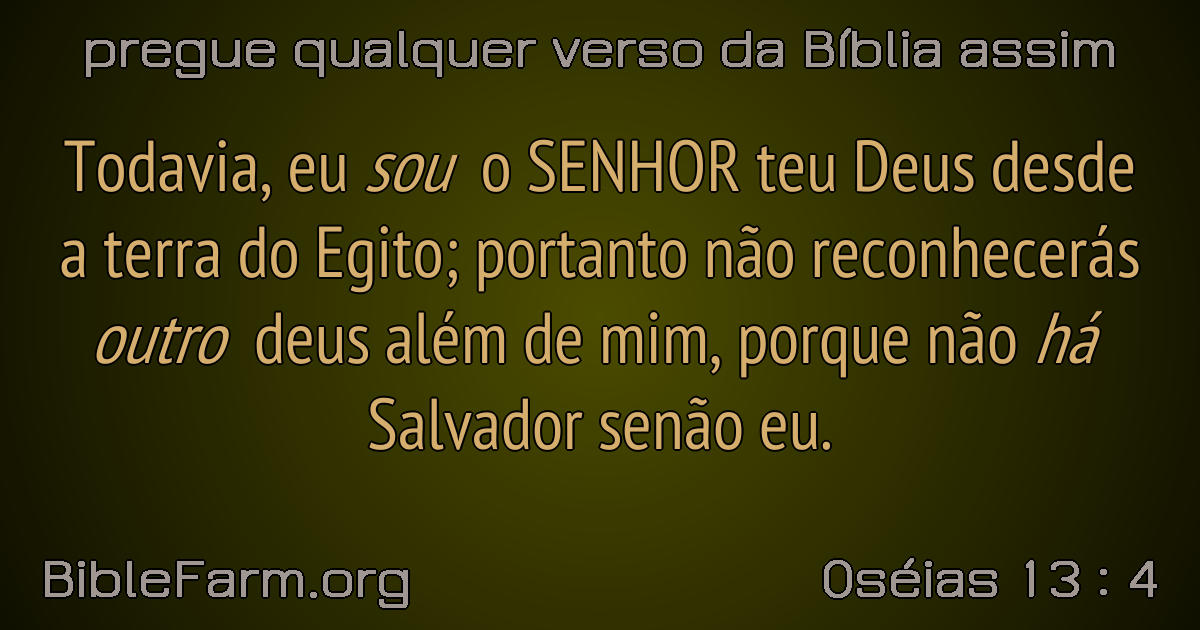 pregue qualquer verso da Bíblia assim
Todavia, eu sou o SENHOR teu Deus desde
a terra do Egito; portanto não reconhecerás
outro deus além de mim, porque não há
Salvador senão eu.
BibleFarm.org
Oséias 13 : 4